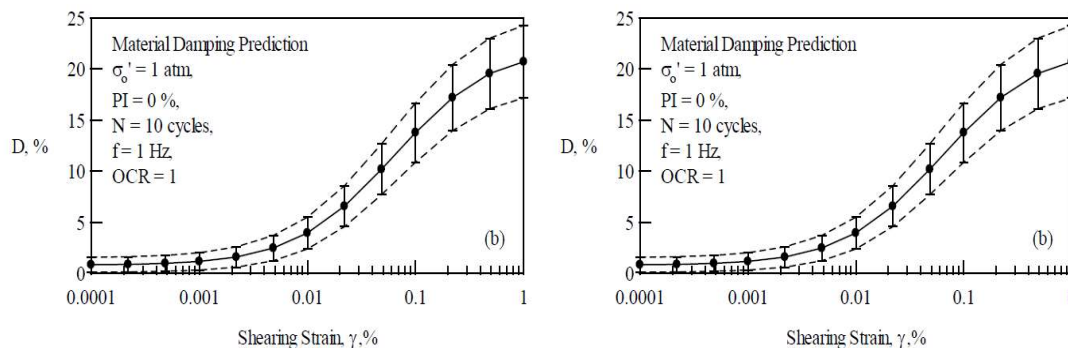 25
20
15
10
5
0
D, %
Material Damping Prediction
σo' = 1 atm,
PI = 0 %,
N = 10 cycles,
f = 1 Hz,
OCR = 1
(b)
0.0001 0.001 0.01 0.1 1
Shearing Strain, γ ,%
25
20
15
10
5
0
D, %
Material Damping Prediction
σo' = 1 atm,
PI = 0 %,
N = 10 cycles,
f = 1 Hz,
OCR = 1
(b)
0.0001 0.001 0.01 0.1
Shearing Strain, γ ,%